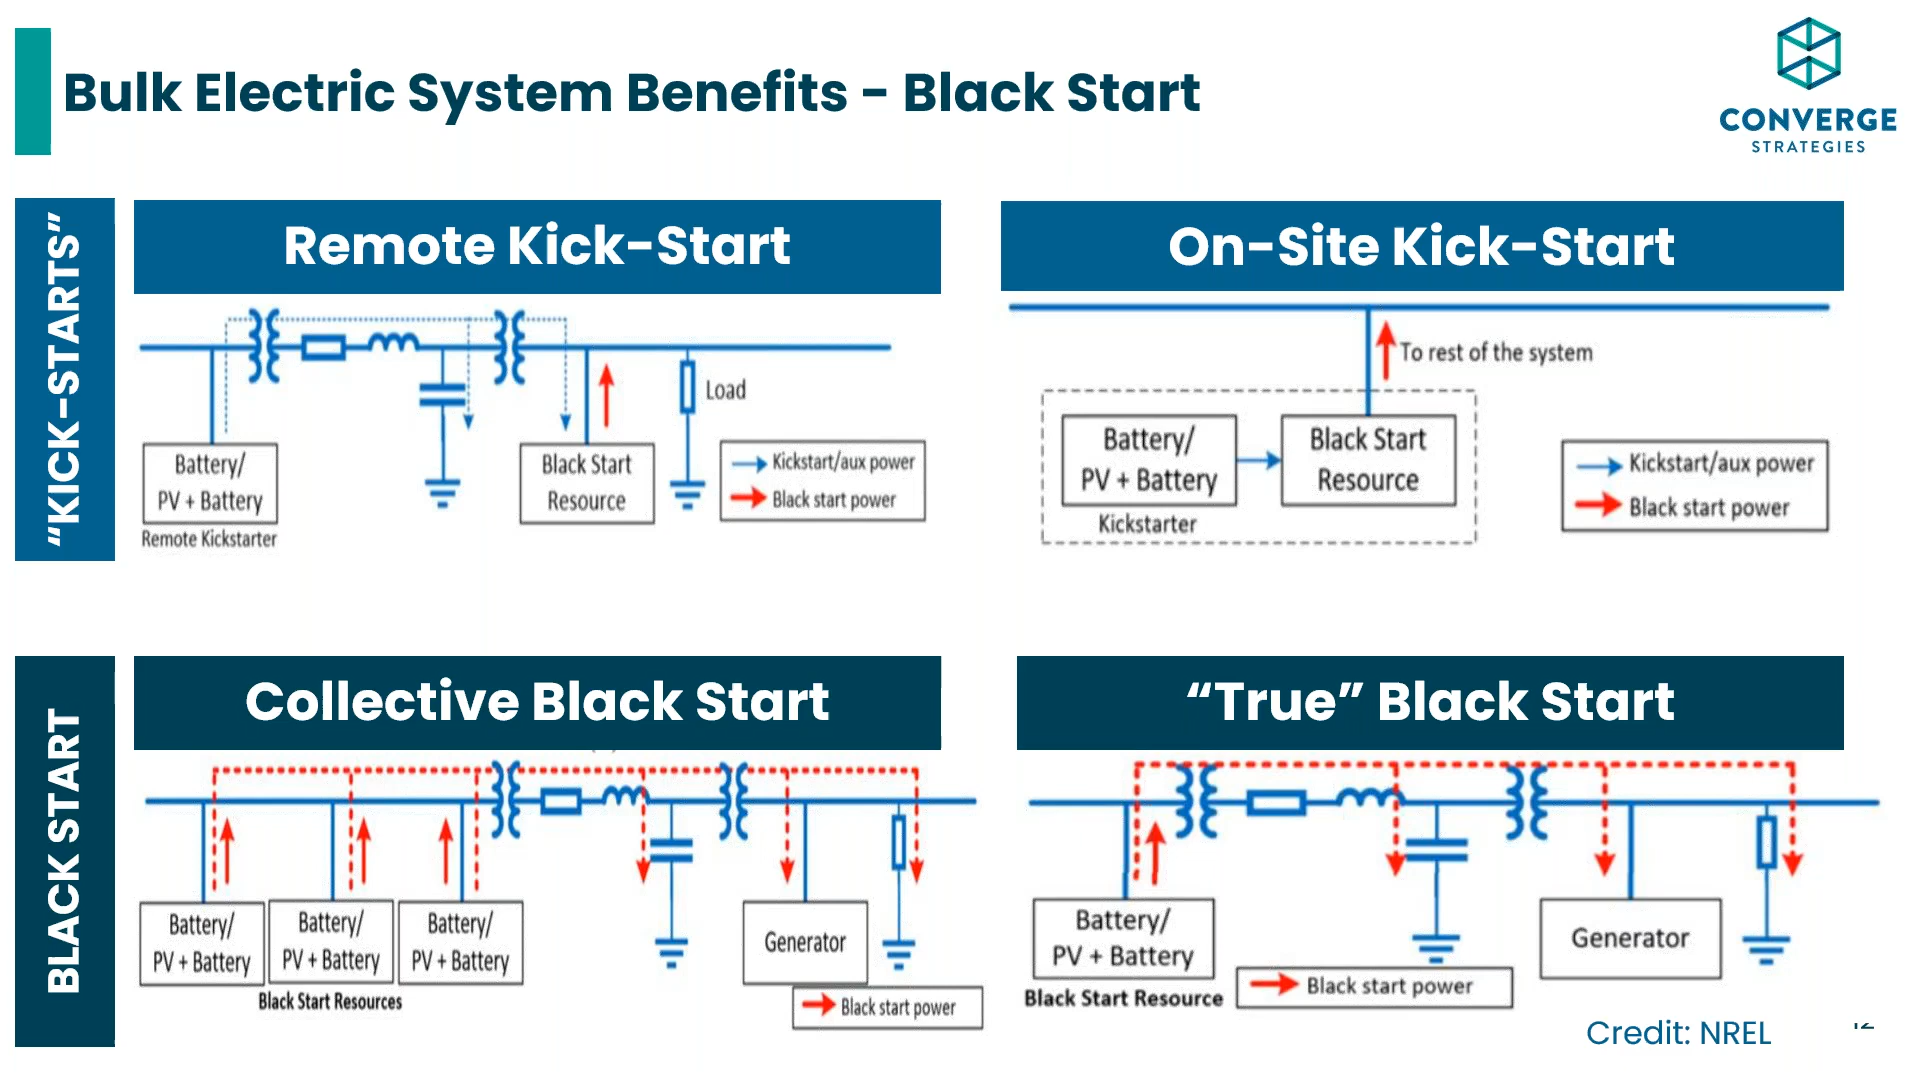 Bulk Electric System Benefits - Black Start
CONVERGE
STRATEGIES
"KICK-STARTS"
Remote Kick-Start
Load
Battery/
PV + Battery
Remote Kickstarter
Black Start
Resource
Kickstart/aux power
Black start power
On-Site Kick-Start
To rest of the system
Battery/
PV + Battery
Kickstarter
Black Start
Resource
Kickstart/aux power
Black start power
BLACK START
Collective Black Start
Battery/
PV + Battery
Battery/
PV + Battery
Battery/
PV + Battery
Black Start Resources
Generator
Black start power
“True” Black Start
Battery/
PV + Battery
Black Start Resource
Generator
Black start power
Credit: NREL